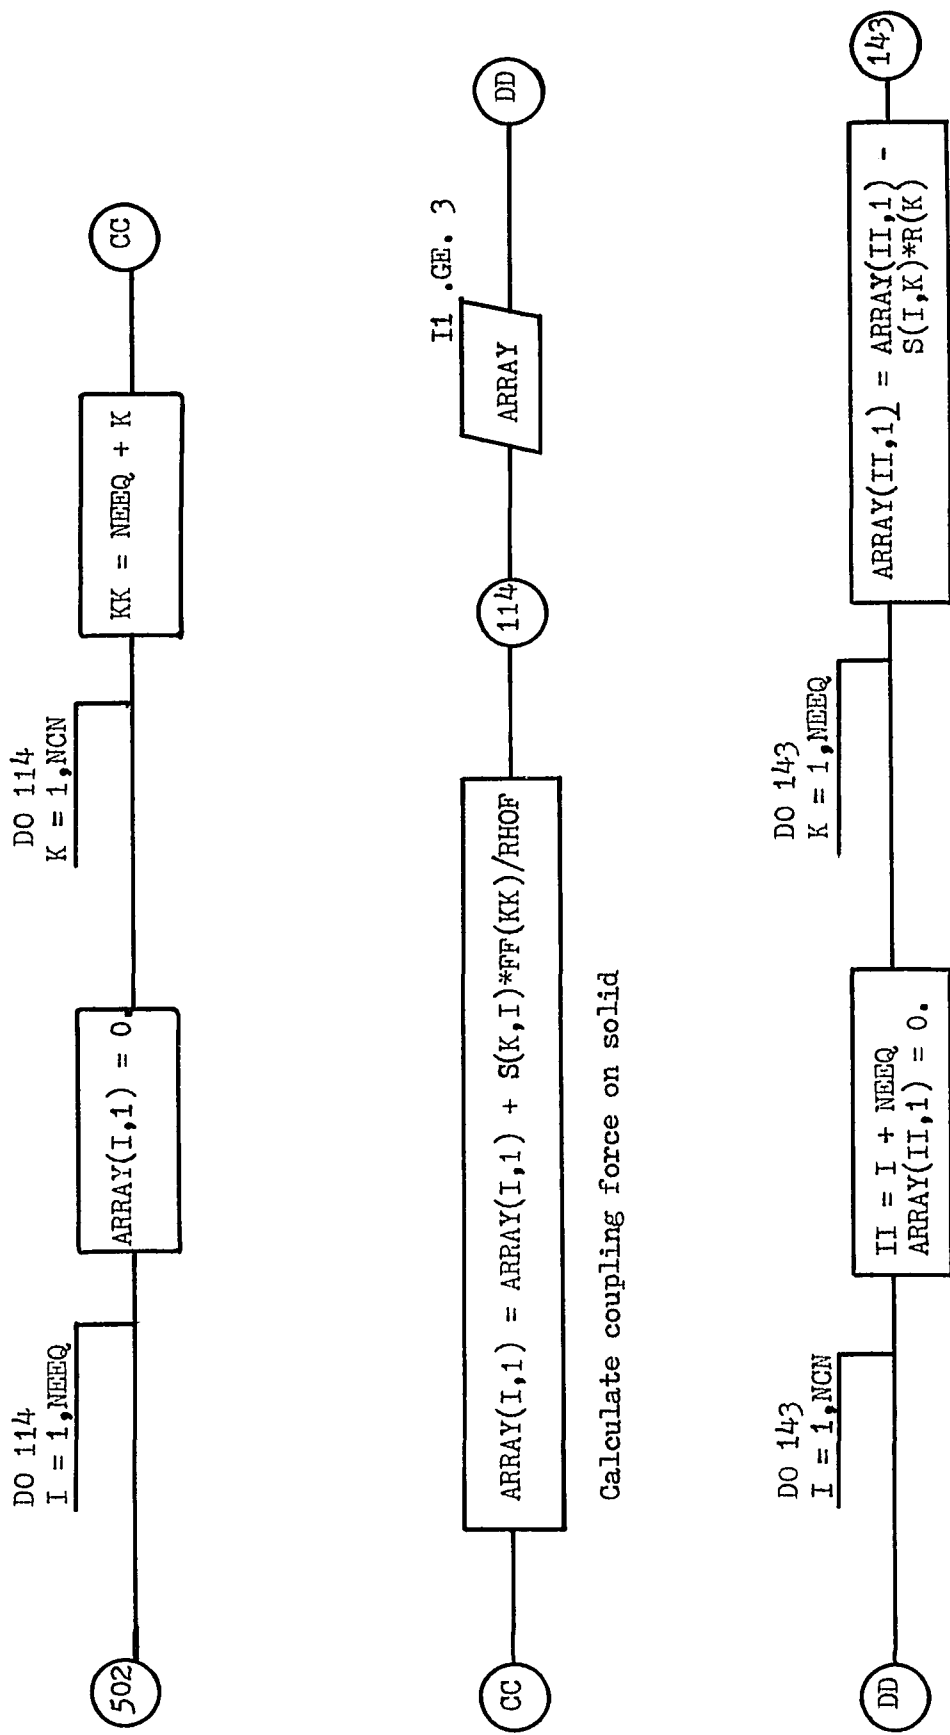 502
DO 114
I = 1,NEEQ
ARRAY(I,1) = 0.
DO 114
K = 1,NCN
KK = NEEQ + K
CC
CC
ARRAY(I,1) = ARRAY(I,1) + S(K,I)*FF(KK)/RHOF
Calculate coupling force on solid
114
I1 .GE. 3
ARRAY
DD
DD
DO 143
I = 1,NCN
II = I + NEEQ
ARRAY(II,1) = 0.
DO 143
K = 1,NEEQ
ARRAY(II,1) = ARRAY(II,1) -
S(I,K)*R(K)
143